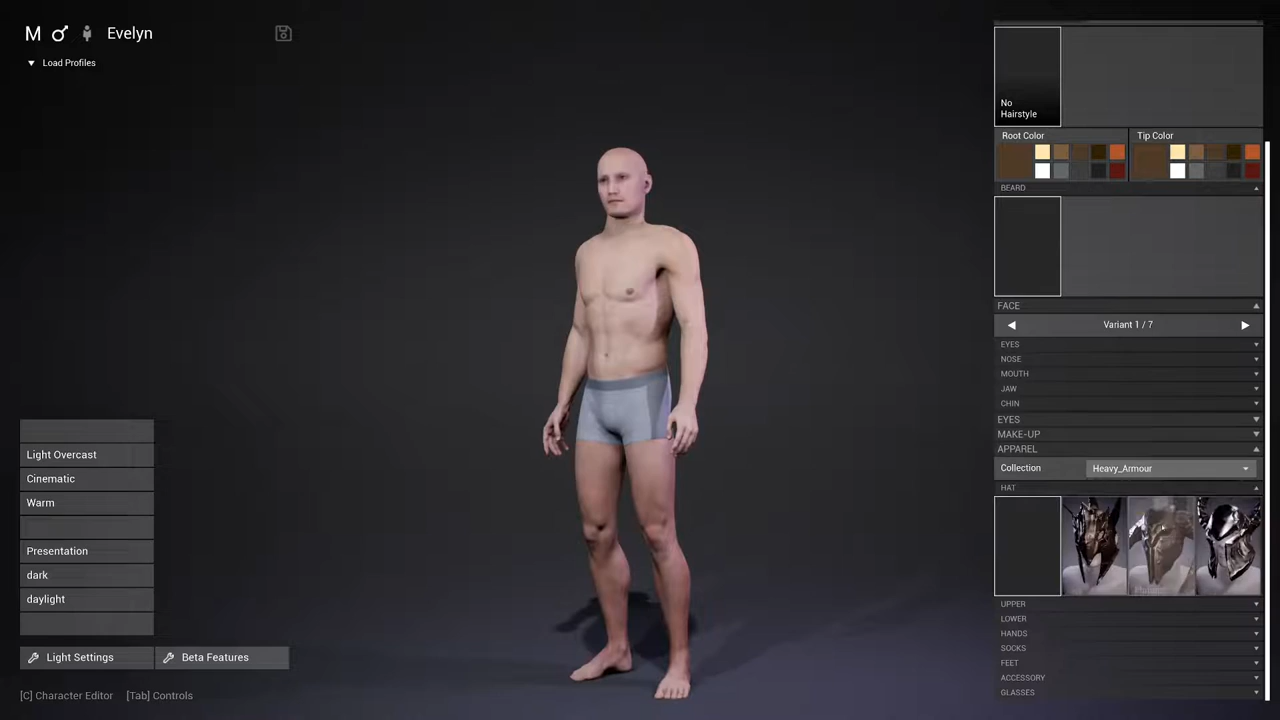 M Evelyn
Load Profiles
No
Hairstyle
Root Color
Tip Color
BEARD
FACE
Variant 1 / 7
EYES
NOSE
MOUTH
JAW
CHIN
EYES
MAKE-UP
APPAREL
Collection
Heavy_Armour
HAT
UPPER
LOWER
HANDS
SOCKS
FEET
ACCESSORY
GLASSES
Light Overcast
Cinematic
Warm
Presentation
dark
daylight
Light Settings
Beta Features
[C] Character Editor [Tab] Controls